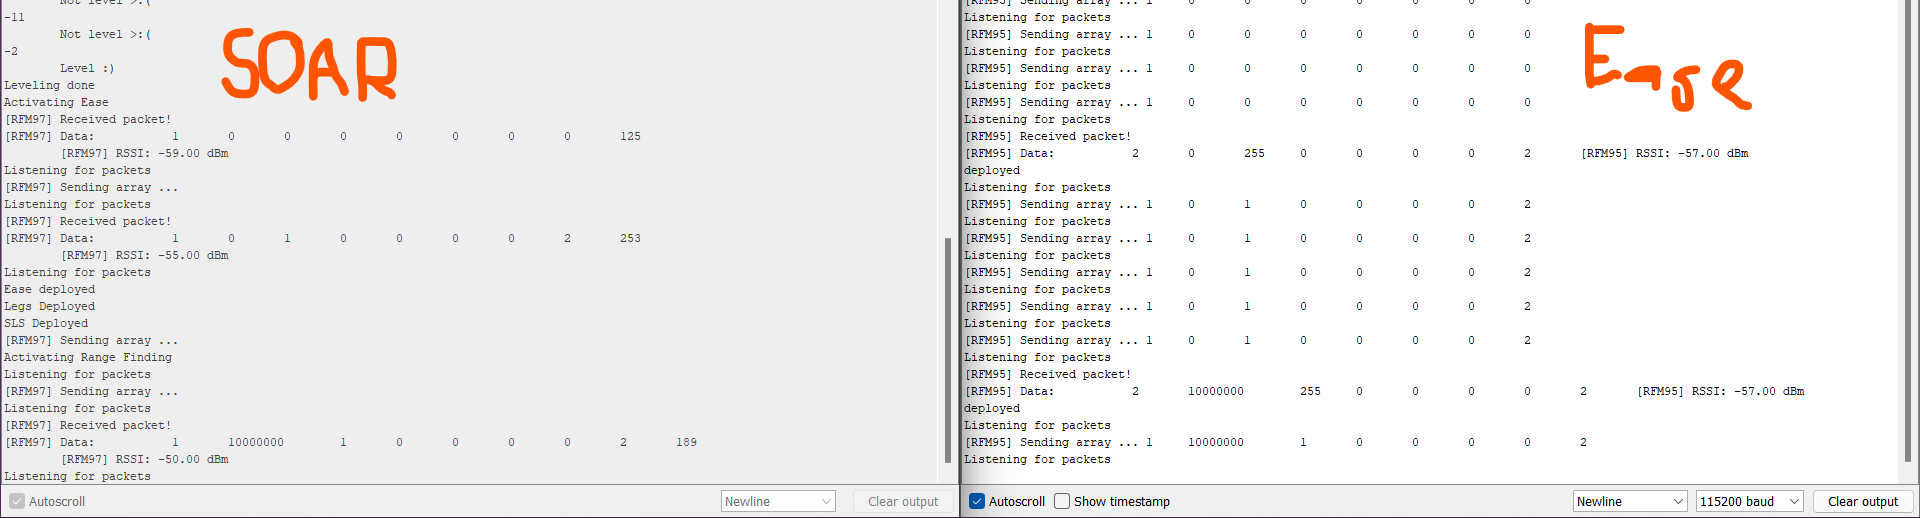 Not level >:(
-11
Not level >:(
-2
Level :)
Leveling done
Activating Ease
[RFM97] Received packet!
[RFM97] Data: 1 0 0 0 0 0 0 0 125
[RFM97] RSSI: -59.00 dBm
Listening for packets
[RFM97] Sending array ...
Listening for packets
[RFM97] Received packet!
[RFM97] Data: 1 0 1 0 0 0 0 2 253
[RFM97] RSSI: -55.00 dBm
Listening for packets
Ease deployed
Legs Deployed
SLS Deployed
[RFM97] Sending array ...
Activating Range Finding
Listening for packets
[RFM97] Sending array ...
Listening for packets
[RFM97] Received packet!
[RFM97] Data: 1 10000000 1 0 0 0 0 2 189
[RFM97] RSSI: -50.00 dBm
Listening for packets
SOAR
Autoscroll
Newline
Clear output
[RFM95] Sending array ... 1 0 0 0 0 0 0 0
Listening for packets
[RFM95] Sending array ... 1 0 0 0 0 0 0 0
Listening for packets
[RFM95] Sending array ... 1 0 0 0 0 0 0 0
Listening for packets
[RFM95] Sending array ... 1 0 0 0 0 0 0 0
Listening for packets
[RFM95] Received packet!
[RFM95] Data: 2 0 255 0 0 0 0 2 [RFM95] RSSI: -57.00 dBm
deployed
Listening for packets
[RFM95] Sending array ... 1 0 1 0 0 0 0 2
Listening for packets
[RFM95] Sending array ... 1 0 1 0 0 0 0 2
Listening for packets
[RFM95] Sending array ... 1 0 1 0 0 0 0 2
Listening for packets
[RFM95] Sending array ... 1 0 1 0 0 0 0 2
Listening for packets
[RFM95] Sending array ... 1 0 1 0 0 0 0 2
Listening for packets
[RFM95] Received packet!
[RFM95] Data: 2 10000000 255 0 0 0 0 2 [RFM95] RSSI: -57.00 dBm
deployed
Listening for packets
[RFM95] Sending array ... 1 10000000 1 0 0 0 0 2
Listening for packets
Ease
Autoscroll
Show timestamp
Newline
115200 baud
Clear output